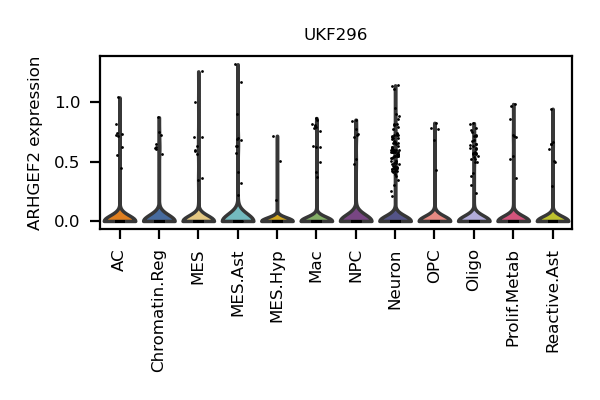 UKF296
ARHGEF2 expression
1.0
0.5
0.0
AC
Chromatin.Reg
MES
MES.Ast
MES.Hyp
Mac
NPC
Neuron
OPC
Oligo
Prolif.Metab
Reactive.Ast